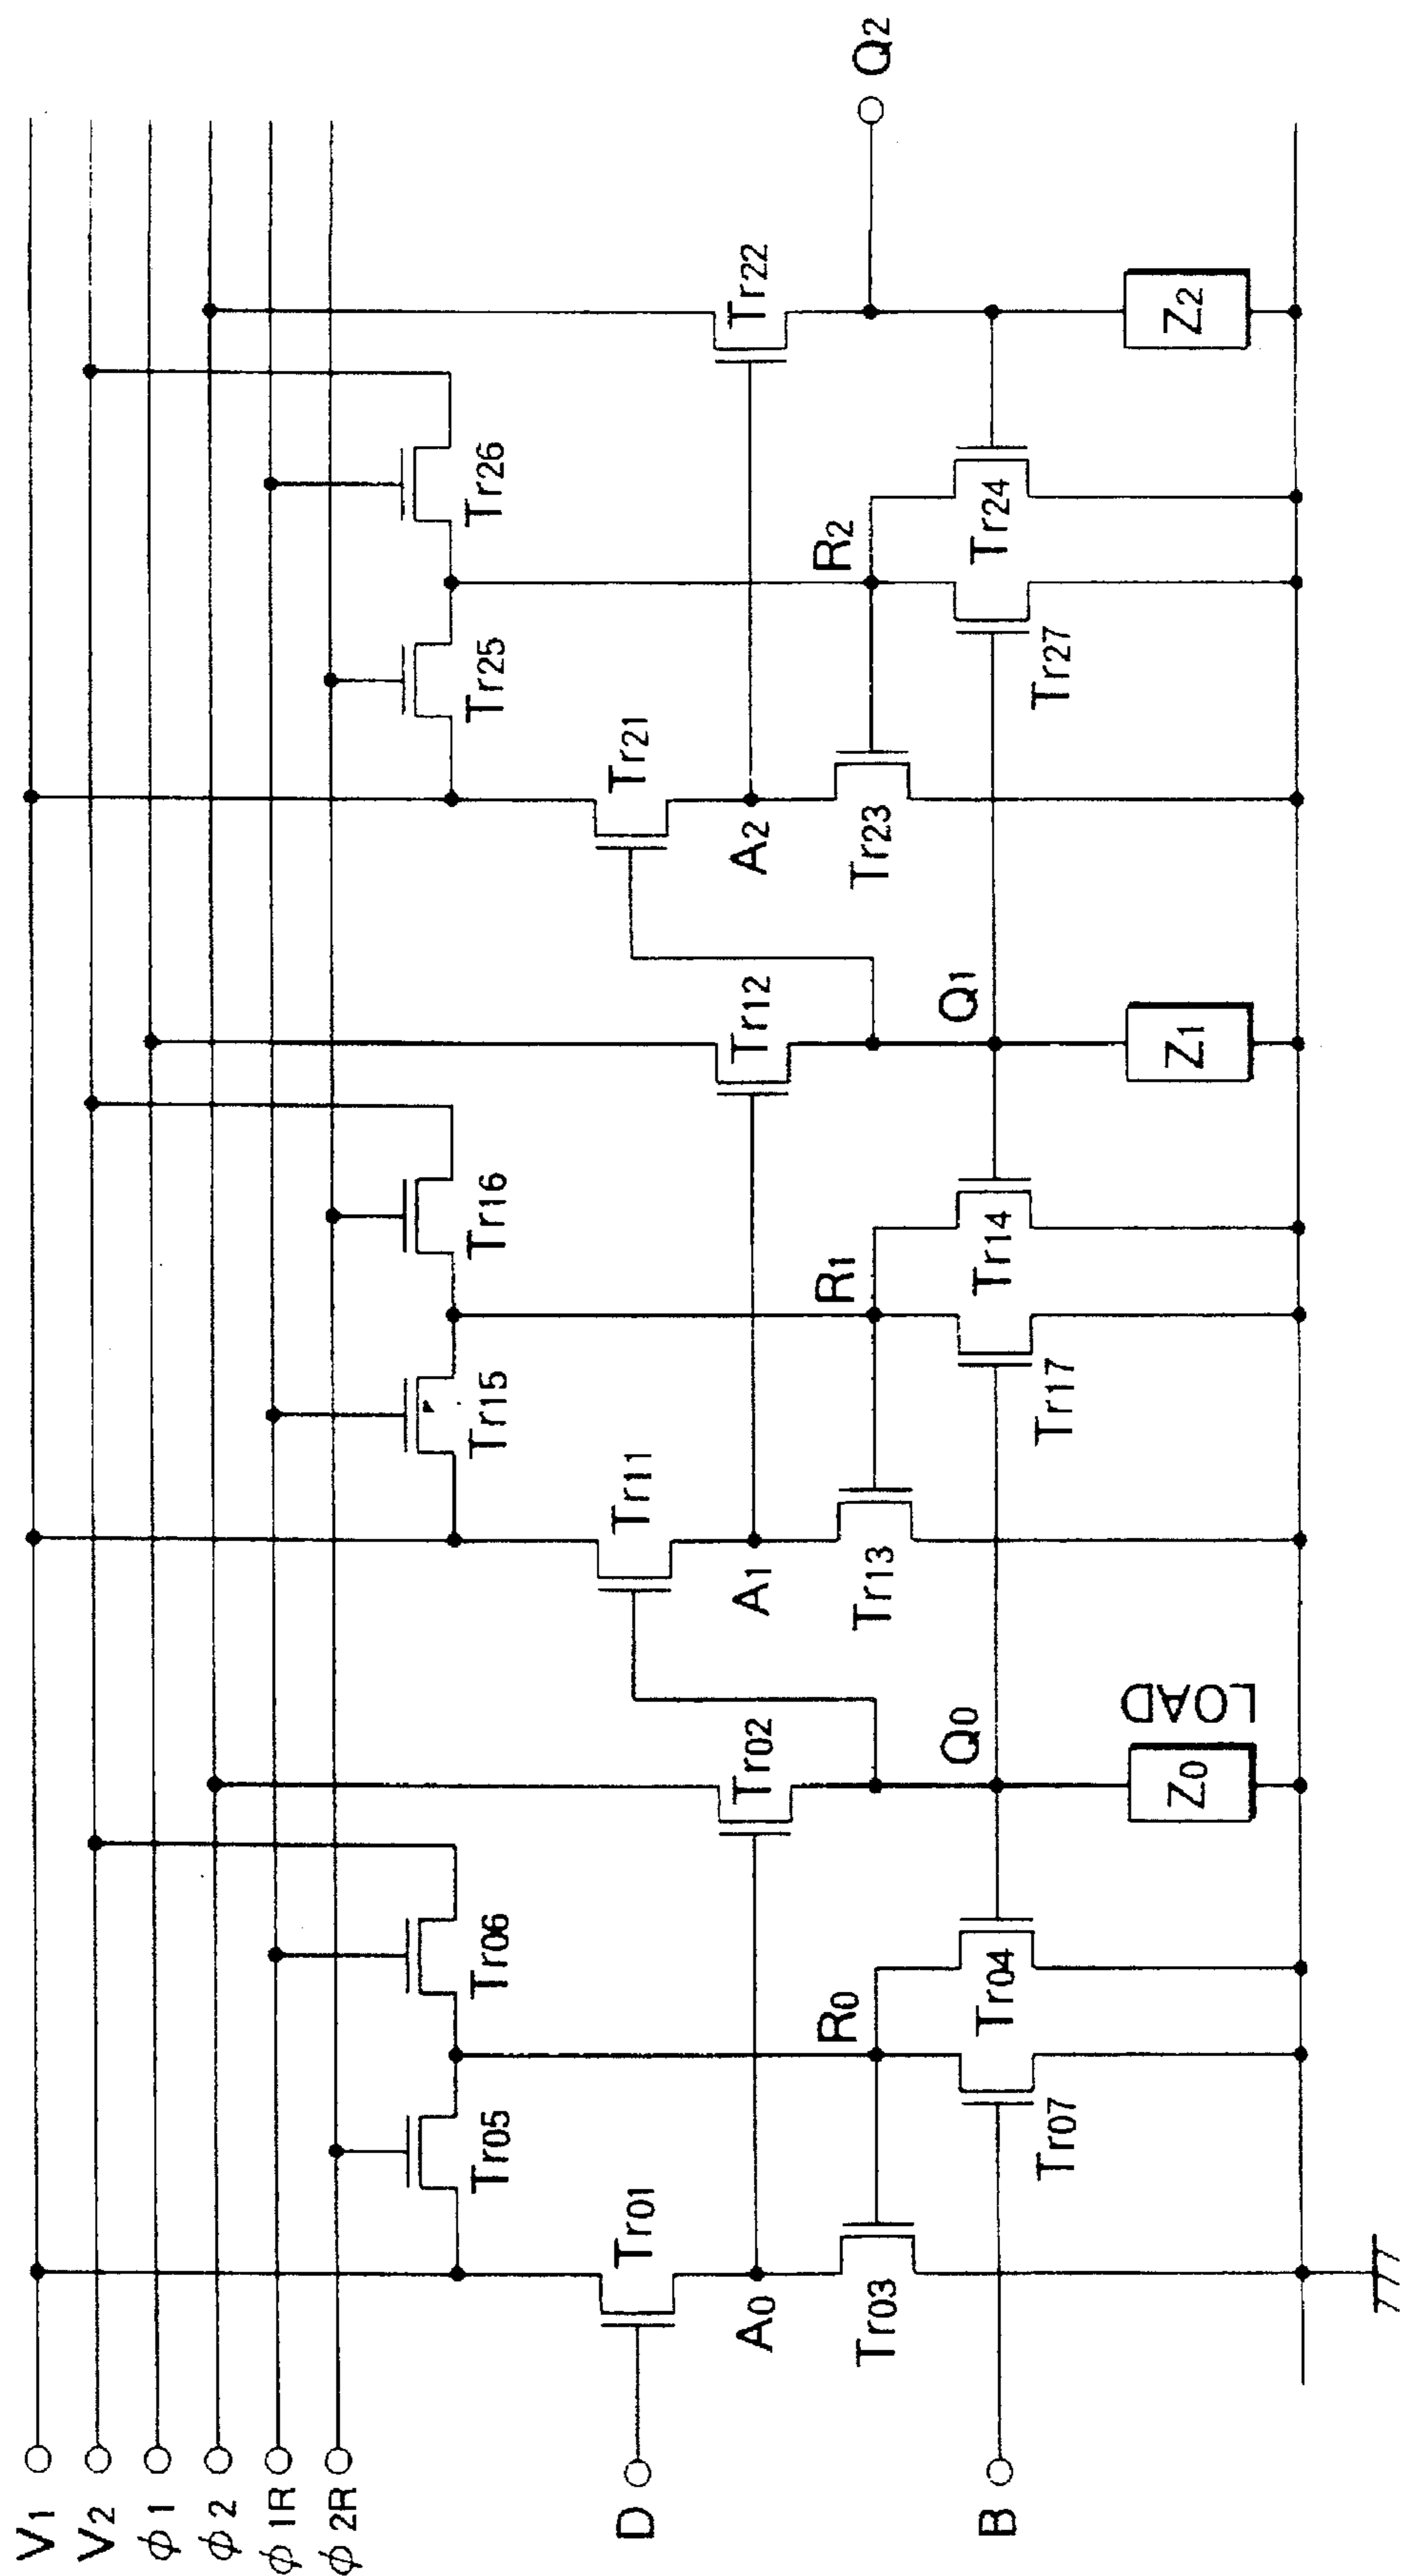 V1
V2
ϕ1
ϕ2
ϕ1R
ϕ2R
D
B
Tr05
Tr06
Tr01
A0
Tr02
Tr03
R0
Tr07
Tr04
Q0
Z0
LOAD
Tr15
Tr16
Tr11
A1
Tr12
Tr13
R1
Tr17
Tr14
Q1
Z1
Tr25
Tr26
Tr21
A2
Tr22
Tr23
R2
Tr27
Tr24
Z2
Q2